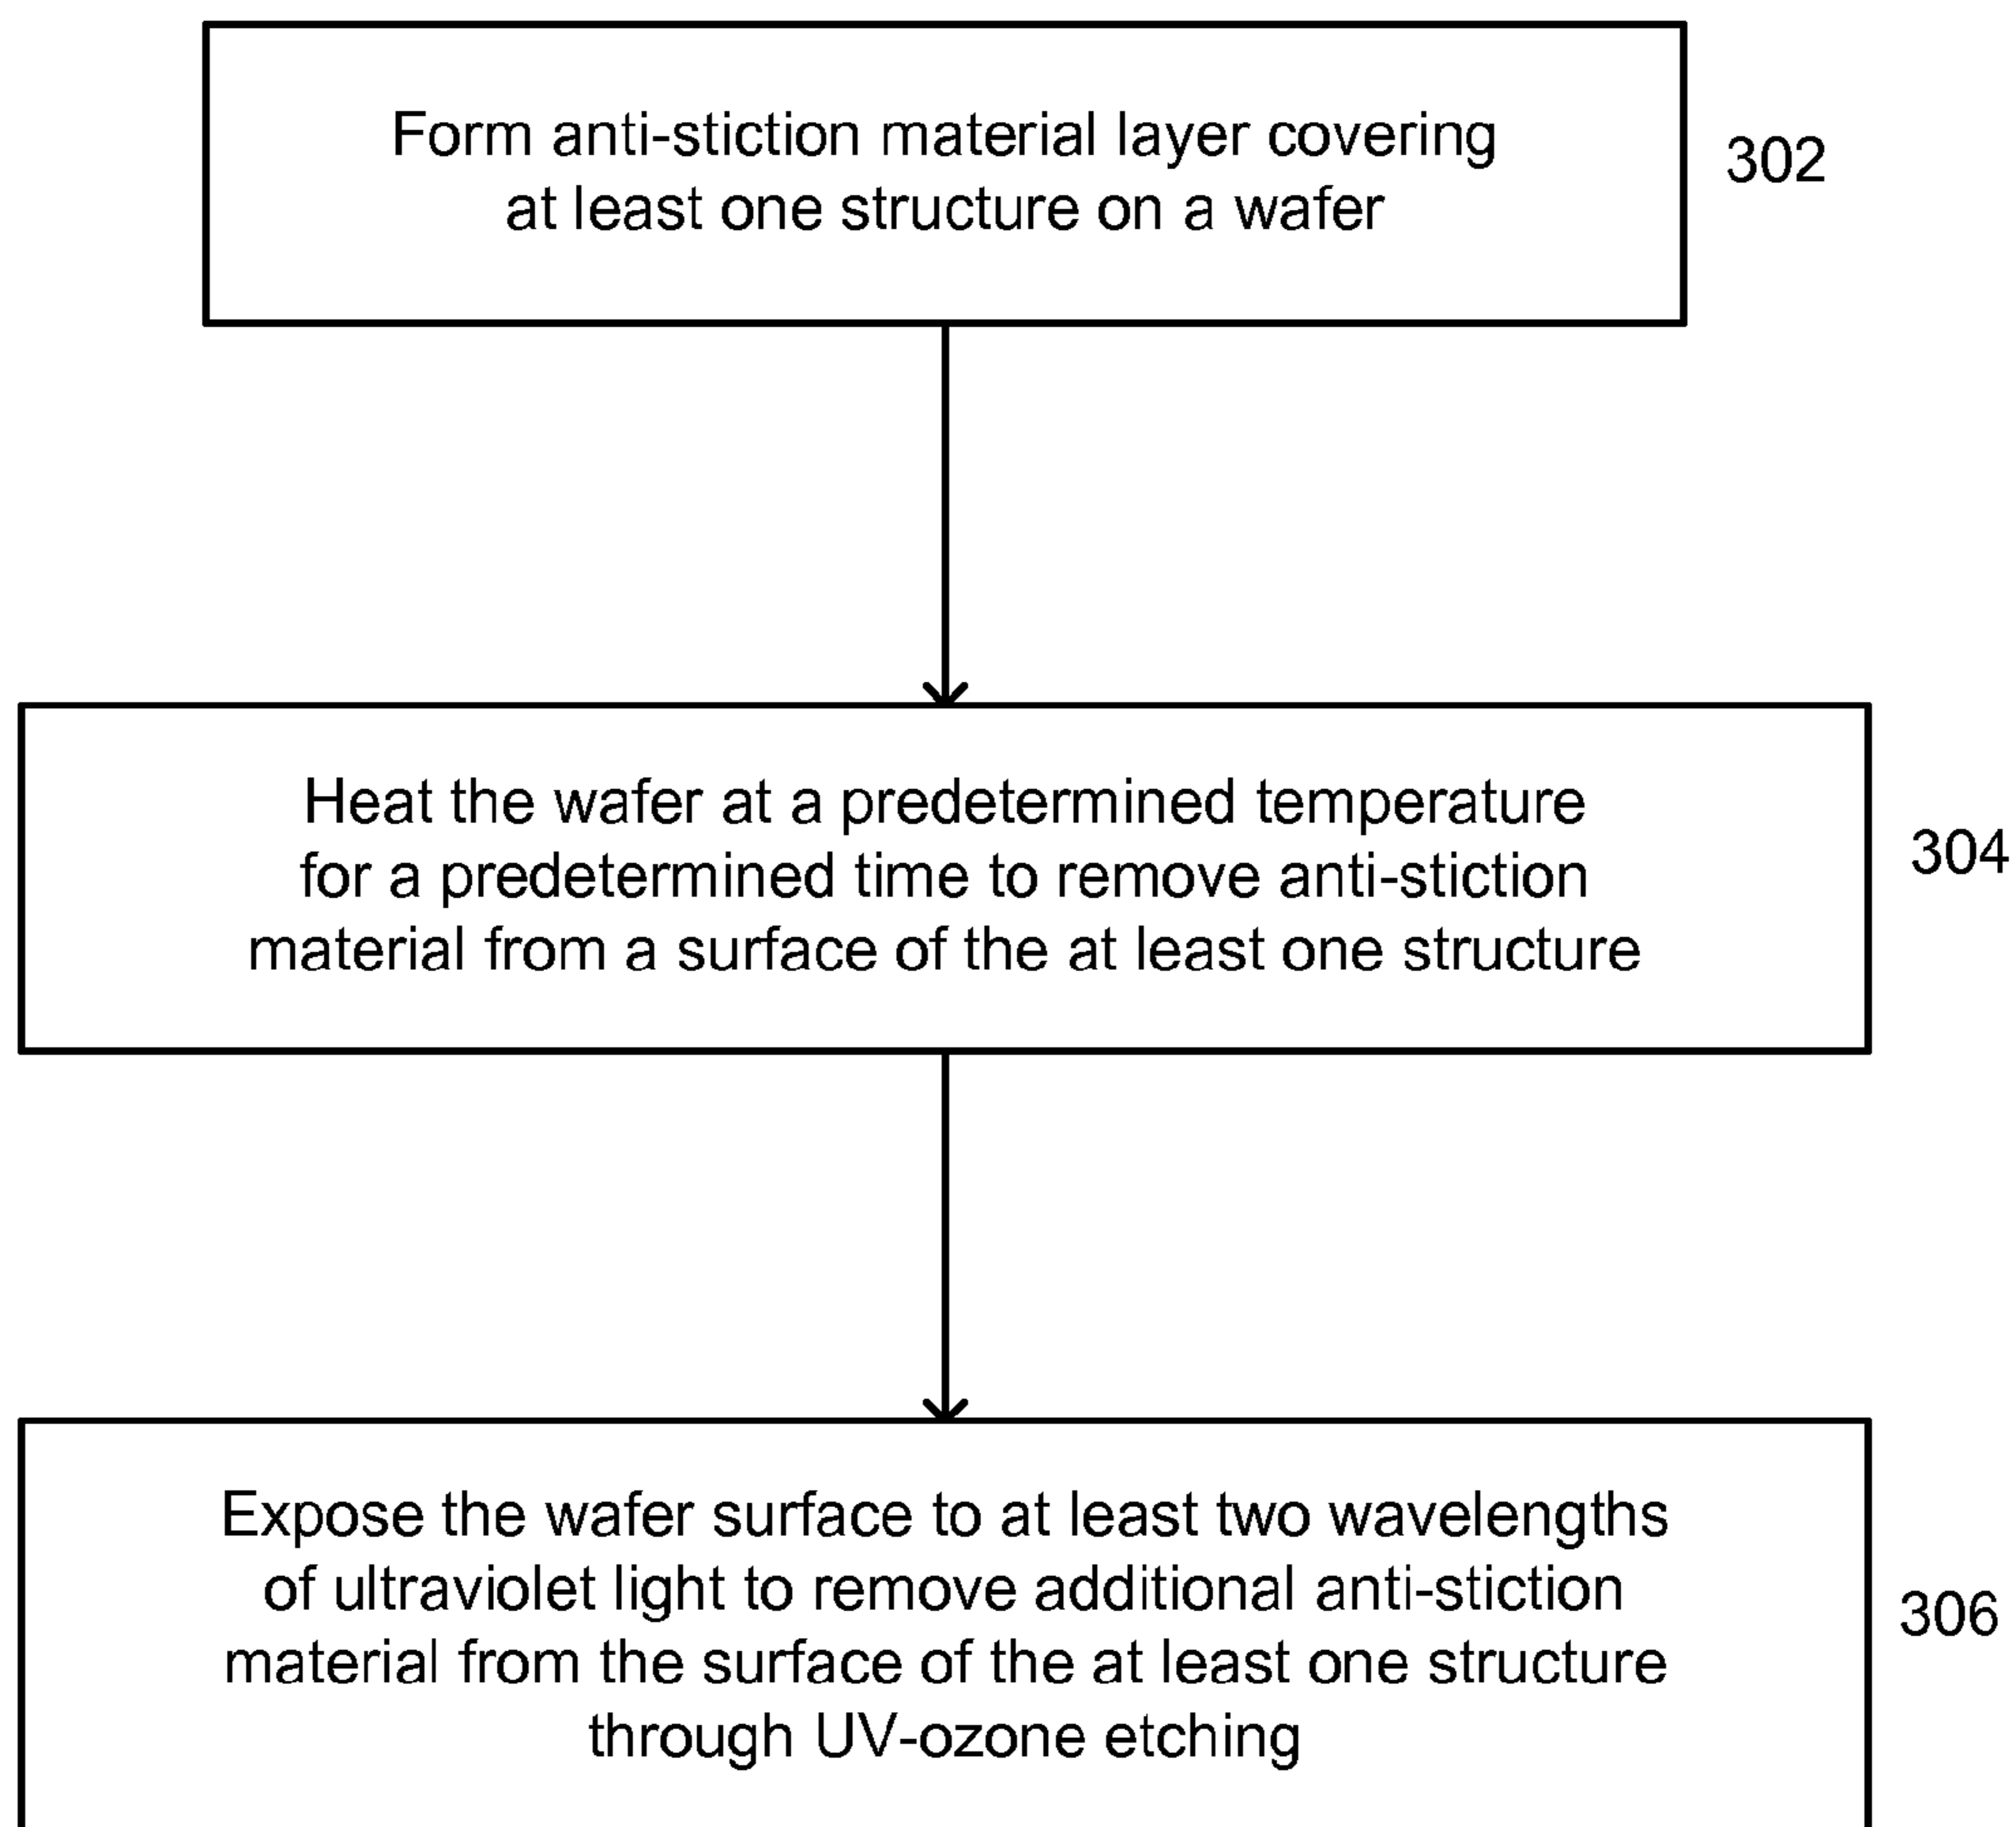 Form anti-stiction material layer covering
at least one structure on a wafer
302
Heat the wafer at a predetermined temperature
for a predetermined time to remove anti-stiction
material from a surface of the at least one structure
304
Expose the wafer surface to at least two wavelengths
of ultraviolet light to remove additional anti-stiction
material from the surface of the at least one structure
through UV-ozone etching
306